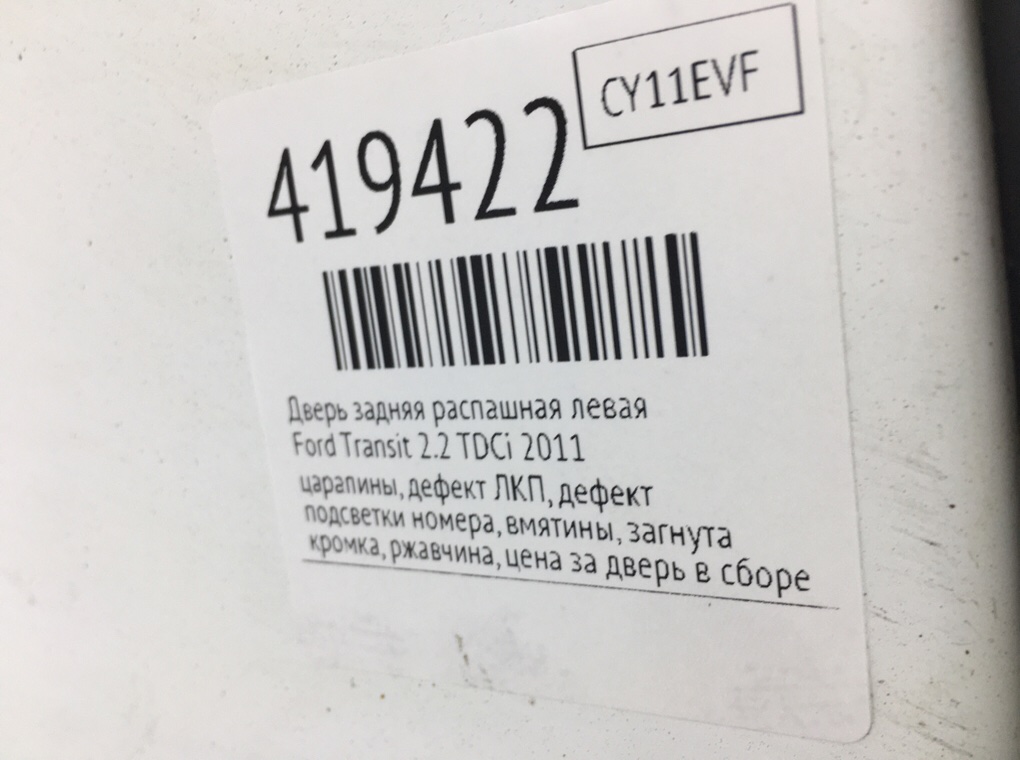 CY11EVF
419422
Дверь задняя распашная левая
Ford Transit 2.2 TDCi 2011
царапины, дефект ЛКП, дефект
подсветки номера, вмятины, загнута
кромка, ржавчина, цена за дверь в сборе